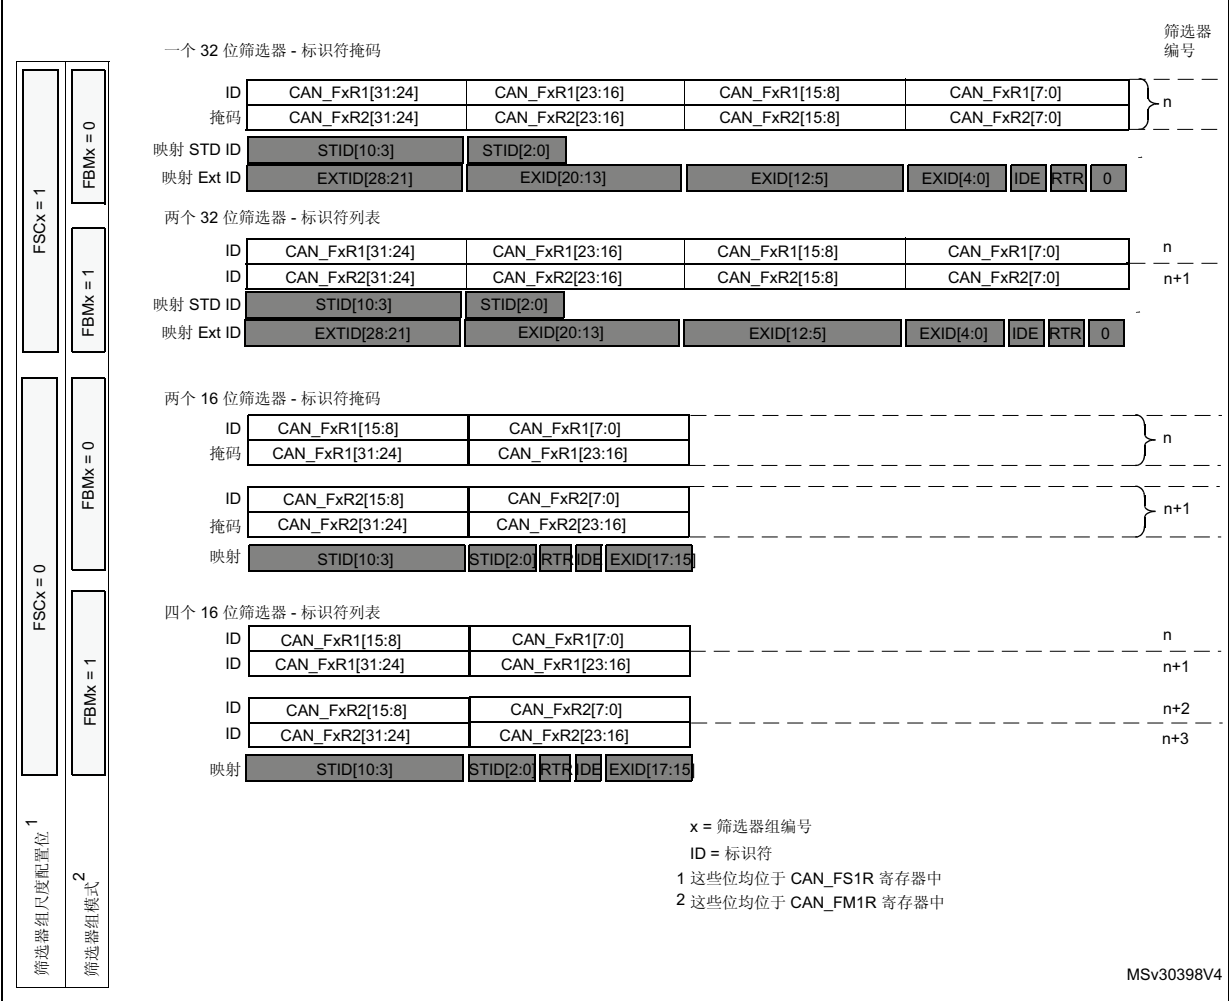 筛选器
编号
一个 32 位筛选器 - 标识符掩码
ID CAN_FxR1[31:24] CAN_FxR1[23:16] CAN_FxR1[15:8] CAN_FxR1[7:0] n
掩码 CAN_FxR2[31:24] CAN_FxR2[23:16] CAN_FxR2[15:8] CAN_FxR2[7:0]
映射 STD ID STID[10:3] STID[2:0]
映射 Ext ID EXTID[28:21] EXID[20:13] EXID[12:5] EXID[4:0] IDE RTR 0
FBMx = 0
FSCx = 1
两个 32 位筛选器 - 标识符列表
ID CAN_FxR1[31:24] CAN_FxR1[23:16] CAN_FxR1[15:8] CAN_FxR1[7:0] n
ID CAN_FxR2[31:24] CAN_FxR2[23:16] CAN_FxR2[15:8] CAN_FxR2[7:0] n+1
映射 STD ID STID[10:3] STID[2:0]
映射 Ext ID EXTID[28:21] EXID[20:13] EXID[12:5] EXID[4:0] IDE RTR 0
FBMx = 1
两个 16 位筛选器 - 标识符掩码
ID CAN_FxR1[15:8] CAN_FxR1[7:0] n
掩码 CAN_FxR1[31:24] CAN_FxR1[23:16]
ID CAN_FxR2[15:8] CAN_FxR2[7:0] n+1
掩码 CAN_FxR2[31:24] CAN_FxR2[23:16]
映射 STID[10:3] STID[2:0] RTR IDE EXID[17:15]
FBMx = 0
FSCx = 0
四个 16 位筛选器 - 标识符列表
ID CAN_FxR1[15:8] CAN_FxR1[7:0] n
ID CAN_FxR1[31:24] CAN_FxR1[23:16] n+1
ID CAN_FxR2[15:8] CAN_FxR2[7:0] n+2
ID CAN_FxR2[31:24] CAN_FxR2[23:16] n+3
映射 STID[10:3] STID[2:0] RTR IDE EXID[17:15]
FBMx = 1
筛选器组尺度配置位1
筛选器组模式2
x = 筛选器组编号
ID = 标识符
1 这些位均位于 CAN_FS1R 寄存器中
2 这些位均位于 CAN_FM1R 寄存器中
MSv30398V4